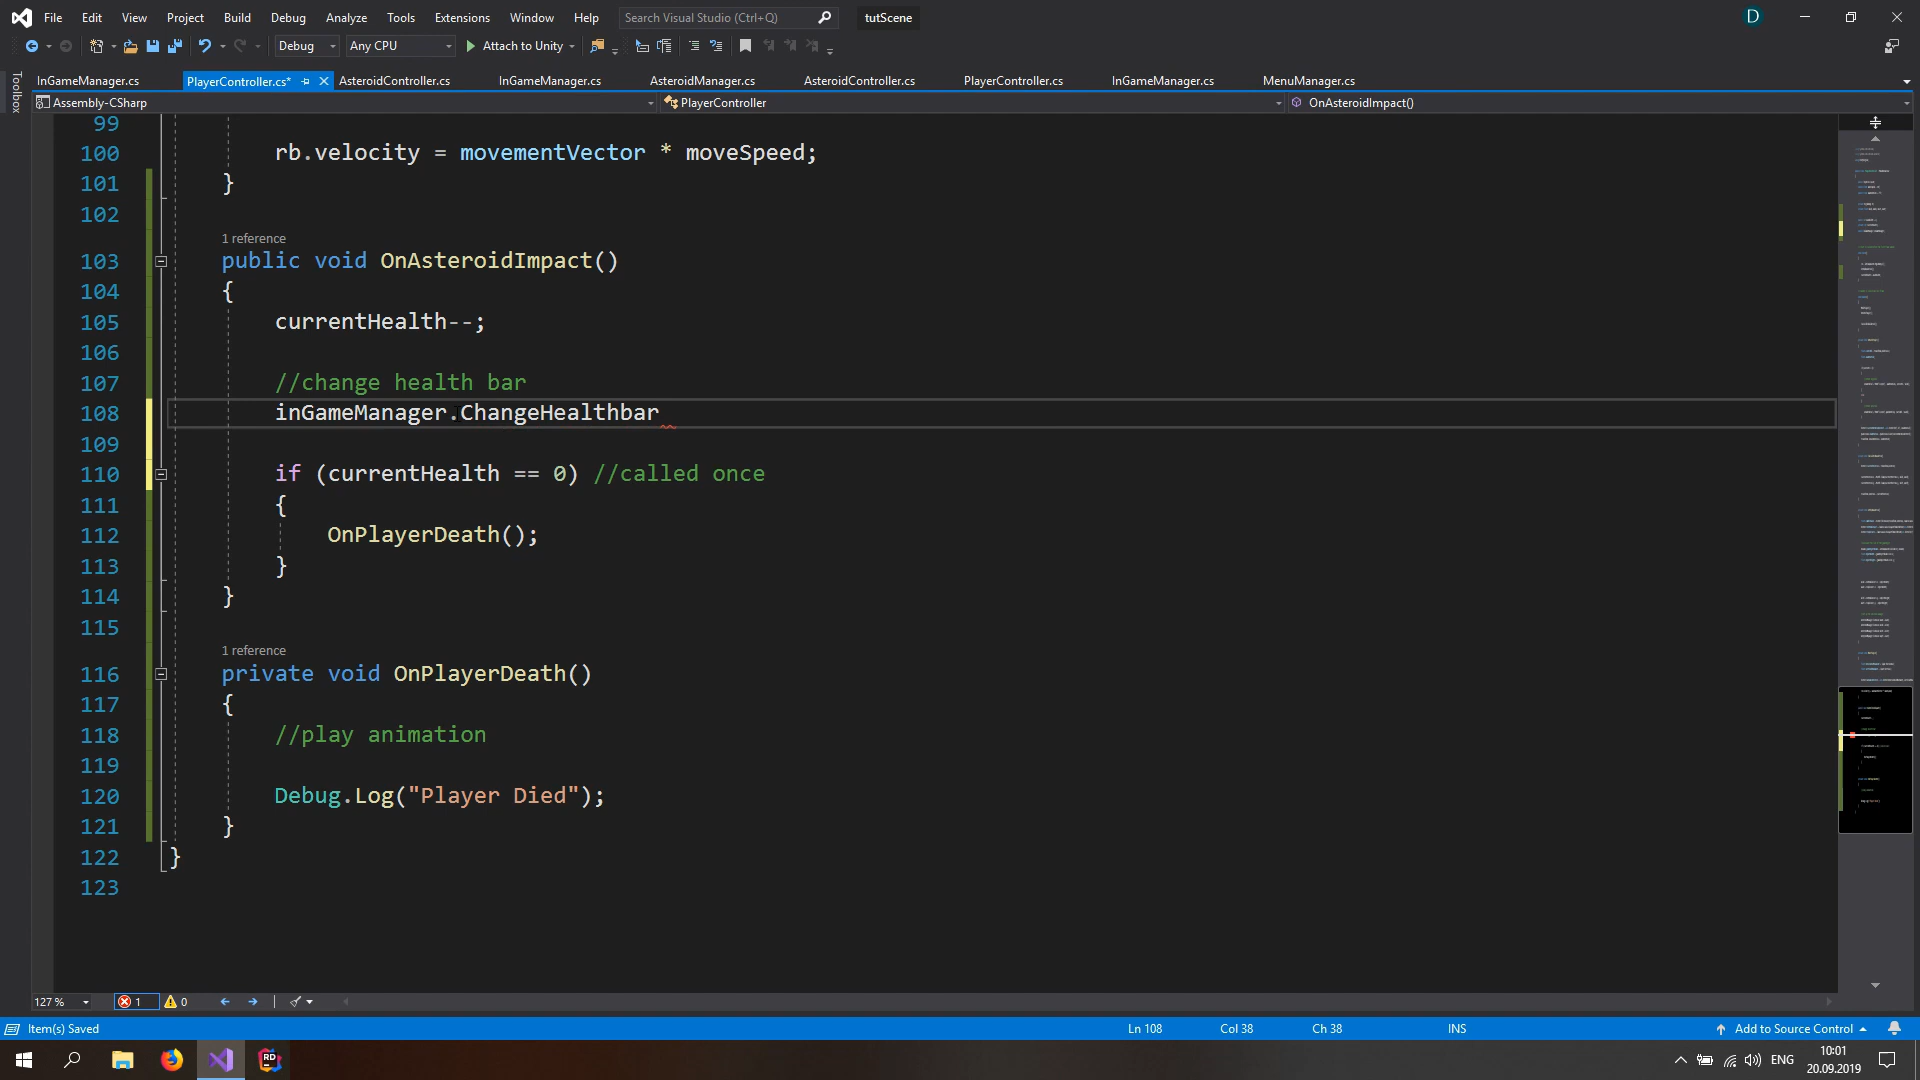 File Edit View Project Build Debug Analyze Tools Extensions Window Help Search Visual Studio (Ctrl+Q) tutScene D
Debug Any CPU Attach to Unity
Toolbox
InGameManager.cs PlayerController.cs* AsteroidController.cs InGameManager.cs AsteroidManager.cs AsteroidController.cs PlayerController.cs InGameManager.cs MenuManager.cs
Assembly-CSharp PlayerController OnAsteroidImpact()
99
100 rb.velocity = movementVector * moveSpeed;
101 }
102
1 reference
103 public void OnAsteroidImpact()
104 {
105 currentHealth--;
106
107 //change health bar
108 inGameManager.ChangeHealthbar
109
110 if (currentHealth == 0) //called once
111 {
112 OnPlayerDeath();
113 }
114 }
115
1 reference
116 private void OnPlayerDeath()
117 {
118 //play animation
119
120 Debug.Log("Player Died");
121 }
122 }
123
127 % 1 0
Item(s) Saved Ln 108 Col 38 Ch 38 INS Add to Source Control
RD ENG 10:01
20.09.2019